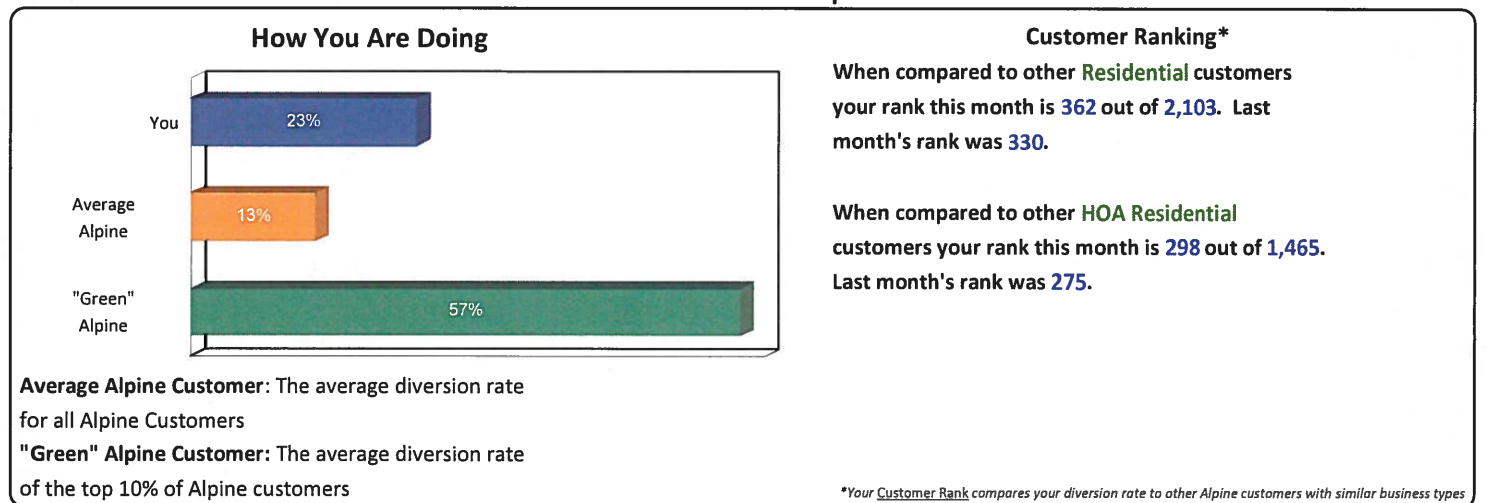 How You Are Doing
You
23%
Average
Alpine
13%
"Green"
Alpine
57%
Average Alpine Customer: The average diversion rate
for all Alpine Customers
"Green" Alpine Customer: The average diversion rate
of the top 10% of Alpine customers
Customer Ranking*
When compared to other Residential customers
your rank this month is 362 out of 2,103. Last
month's rank was 330.
When compared to other HOA Residential
customers your rank this month is 298 out of 1,465.
Last month's rank was 275.
*Your Customer Rank compares your diversion rate to other Alpine customers with similar business types